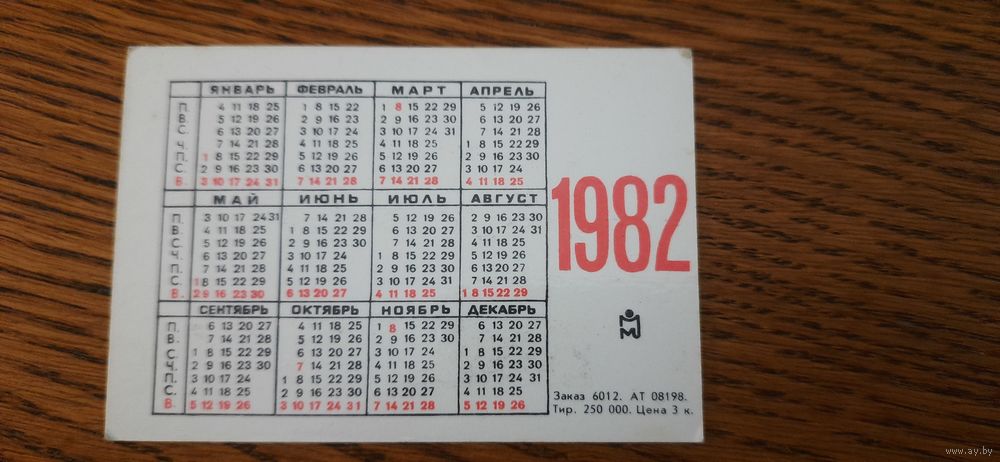 ЯНВАРЬ ФЕВРАЛЬ МАРТ АПРЕЛЬ
П. 4 11 18 25 1 8 15 22 1 8 15 22 29 5 12 19 26
В. 5 12 19 26 2 9 16 23 2 9 16 23 30 6 13 20 27
С. 6 13 20 27 3 10 17 24 3 10 17 24 31 7 14 21 28
Ч. 7 14 21 28 4 11 18 25 4 11 18 25 1 8 15 22 29
П. 1 8 15 22 29 5 12 19 26 5 12 19 26 2 9 16 23 30
С. 2 9 16 23 30 6 13 20 27 6 13 20 27 3 10 17 24
В. 3 10 17 24 31 7 14 21 28 7 14 21 28 4 11 18 25
МАЙ ИЮНЬ ИЮЛЬ АВГУСТ
П. 3 10 17 24 31 7 14 21 28 5 12 19 26 2 9 16 23 30
В. 4 11 18 25 1 8 15 22 29 6 13 20 27 3 10 17 24 31
С. 5 12 19 26 2 9 16 23 30 7 14 21 28 4 11 18 25
Ч. 6 13 20 27 3 10 17 24 1 8 15 22 29 5 12 19 26
П. 7 14 21 28 4 11 18 25 2 9 16 23 30 6 13 20 27
С. 1 8 15 22 29 5 12 19 26 3 10 17 24 31 7 14 21 28
В. 2 9 16 23 30 6 13 20 27 4 11 18 25 1 8 15 22 29
СЕНТЯБРЬ ОКТЯБРЬ НОЯБРЬ ДЕКАБРЬ
П. 6 13 20 27 4 11 18 25 1 8 15 22 29 6 13 20 27
В. 7 14 21 28 5 12 19 26 2 9 16 23 30 7 14 21 28
С. 1 8 15 22 29 6 13 20 27 3 10 17 24 1 8 15 22 29
Ч. 2 9 16 23 30 7 14 21 28 4 11 18 25 2 9 16 23 30
П. 3 10 17 24 1 8 15 22 29 5 12 19 26 3 10 17 24 31
С. 4 11 18 25 2 9 16 23 30 6 13 20 27 4 11 18 25
В. 5 12 19 26 3 10 17 24 31 7 14 21 28 5 12 19 26
1982
Заказ 6012. АТ 08198.
Тир. 250 000. Цена 3 к.
www.ay.by